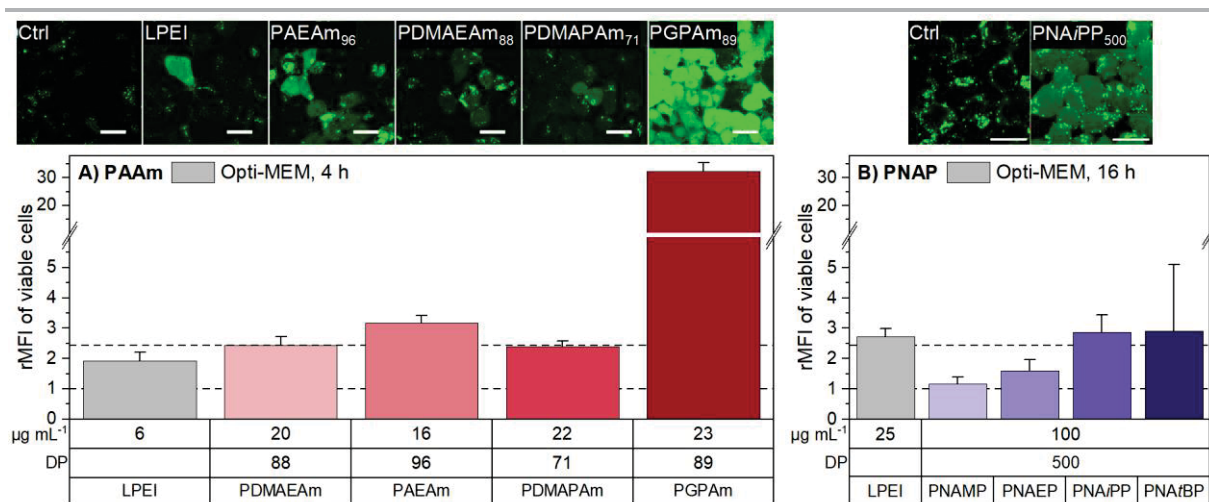 Ctrl LPEI PAEAm96 PDMAEAm88 PDMAPAm71 PGPAm89 Ctrl PNAiPP500
A) PAAm Opti-MEM, 4 h
rMFI of viable cells
30
20
5
4
3
2
1
0
µg mL-1 6 20 16 22 23
DP 88 96 71 89
LPEI PDMAEAm PAEAm PDMAPAm PGPAm
B) PNAP Opti-MEM, 16 h
rMFI of viable cells
30
20
5
4
3
2
1
0
25 100
500
LPEI PNAMP PNAEP PNAiPP PNAtBP
µg mL-1
DP